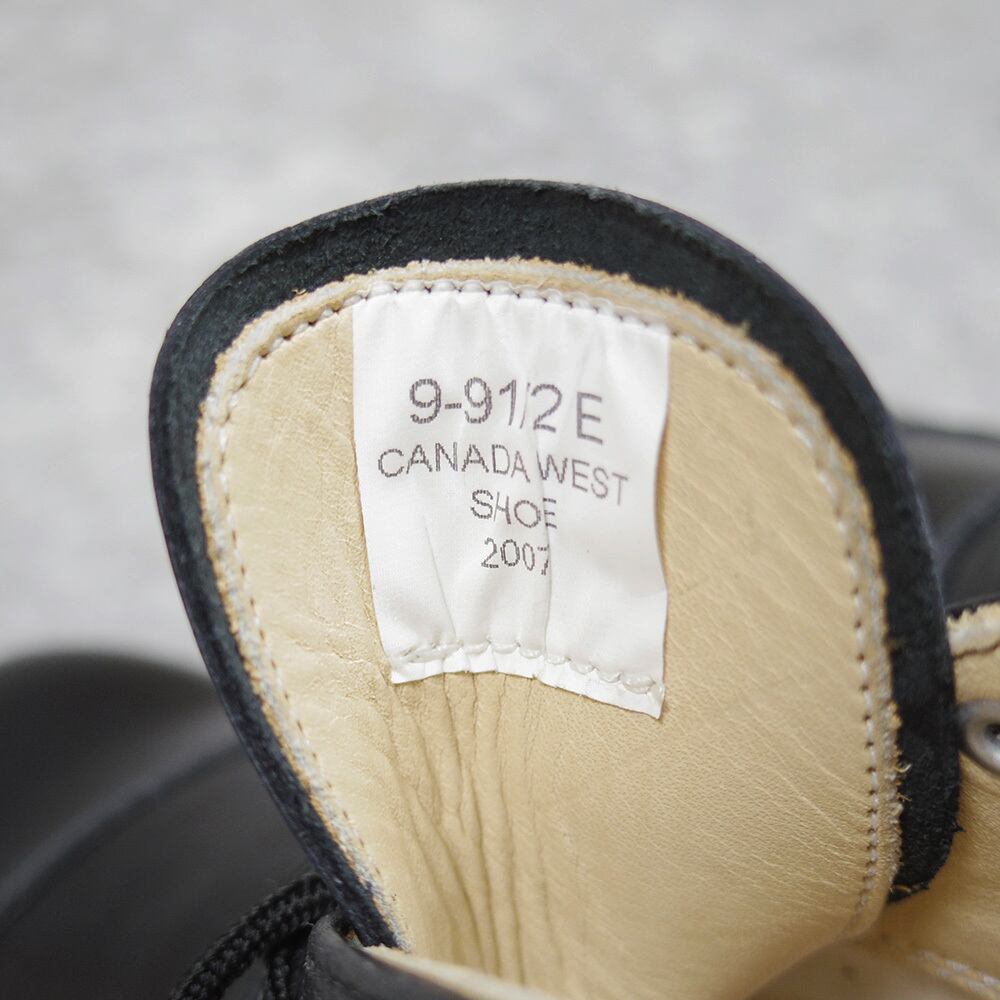 9-91/2 E
CANADA WEST
SHOE
2007